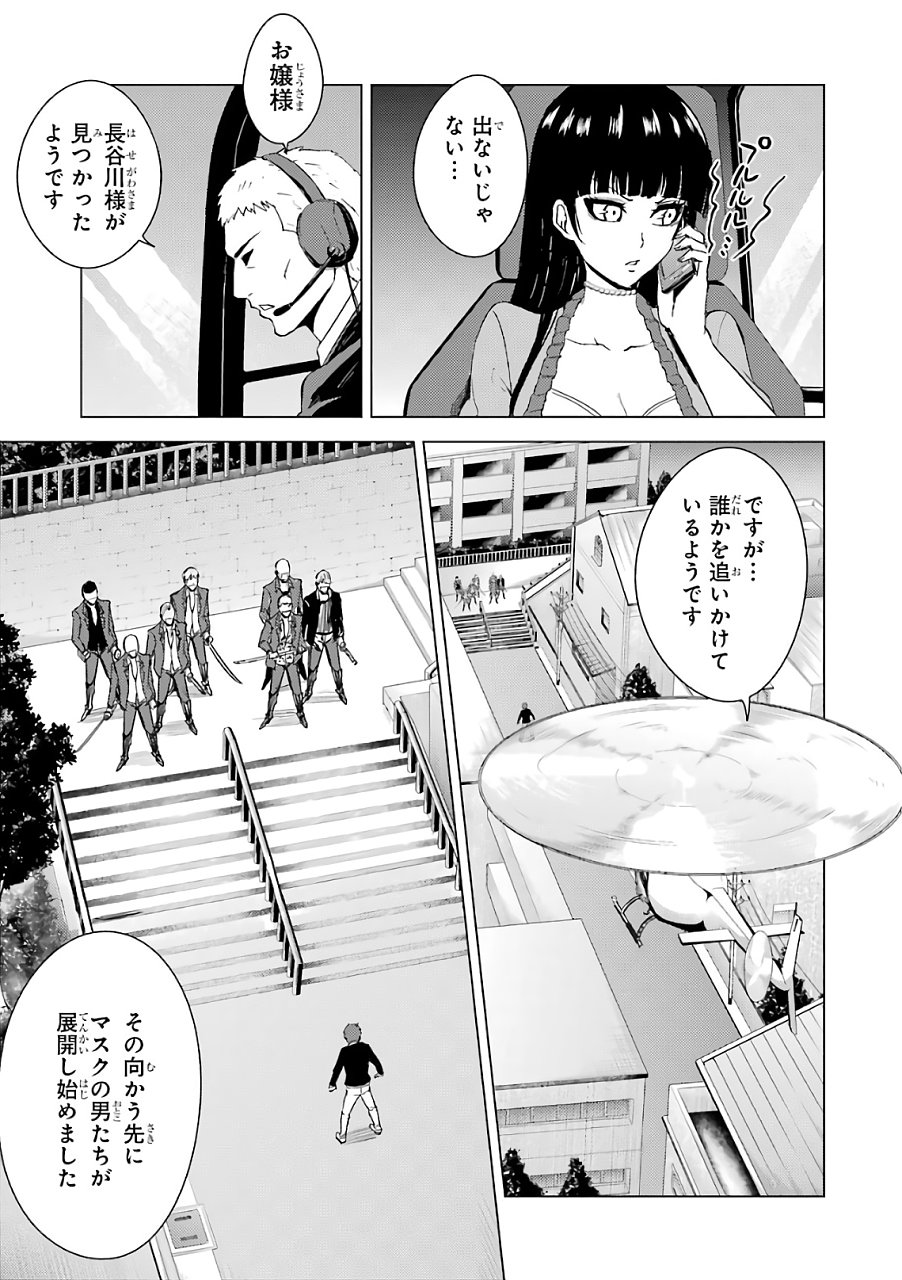 出ないじゃ
ない…
プルルルル…
お嬢様
長谷川様が
見つかった
ようです
ですが…
誰かを追いかけて
いるようです
その向かう先に
マスクの男たちが
展開し始めました